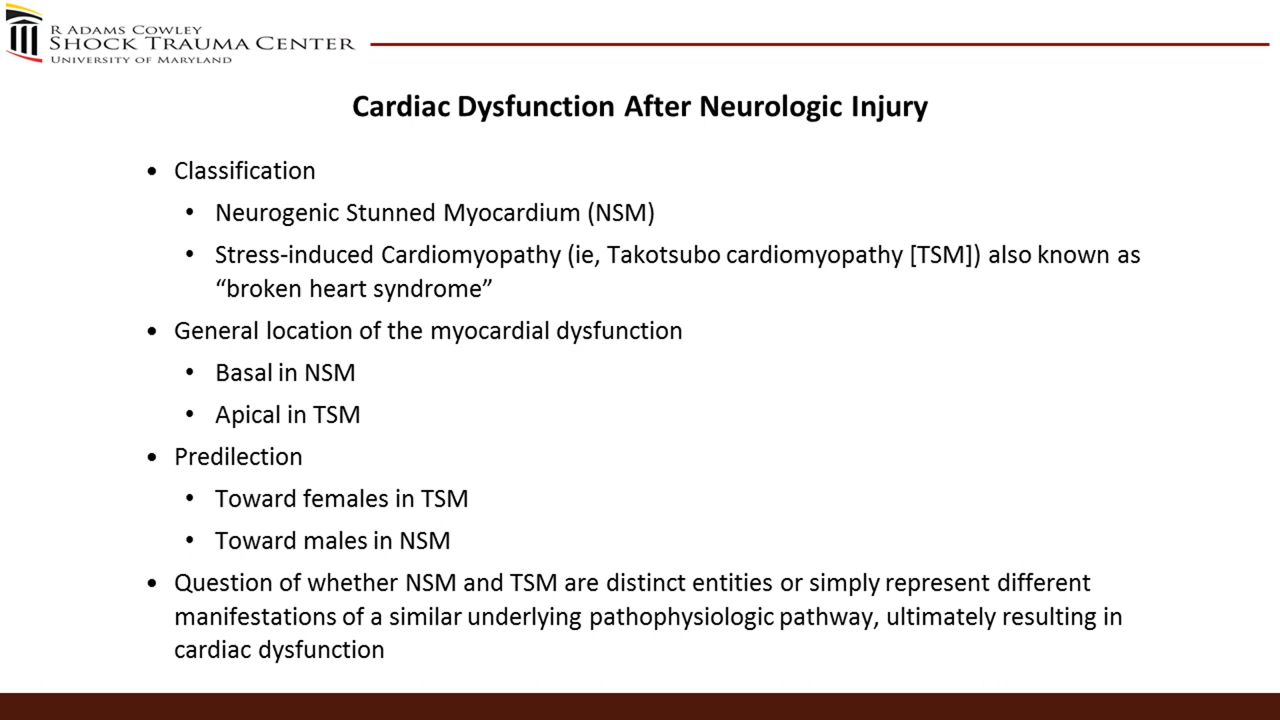 R ADAMS COWLEY
SHOCK TRAUMA CENTER
UNIVERSITY OF MARYLAND
Cardiac Dysfunction After Neurologic Injury
• Classification
• Neurogenic Stunned Myocardium (NSM)
• Stress-induced Cardiomyopathy (ie, Takotsubo cardiomyopathy [TSM]) also known as
“broken heart syndrome”
• General location of the myocardial dysfunction
• Basal in NSM
• Apical in TSM
• Predilection
• Toward females in TSM
• Toward males in NSM
• Question of whether NSM and TSM are distinct entities or simply represent different
manifestations of a similar underlying pathophysiologic pathway, ultimately resulting in
cardiac dysfunction